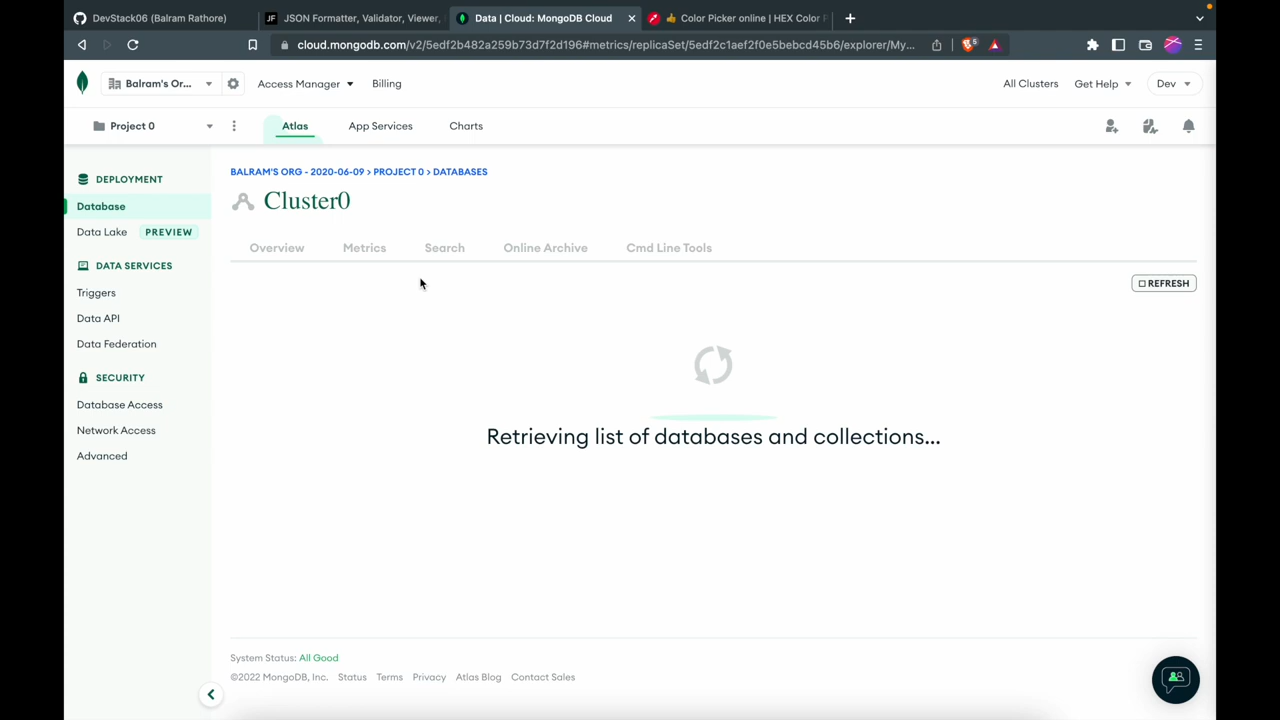 DevStack06 (Balram Rathore)
JSON Formatter, Validator, Viewer,
Data | Cloud: MongoDB Cloud
Color Picker online | HEX Color
cloud.mongodb.com/v2/5edf2b482a259b73d7f2d196#metrics/replicaSet/5edf2c1aef2f0e5bebcd45b6/explorer/My...
5
Balram's Or...
Access Manager
Billing
All Clusters
Get Help
Dev
Project 0
Atlas
App Services
Charts
DEPLOYMENT
Database
Data Lake PREVIEW
DATA SERVICES
Triggers
Data API
Data Federation
SECURITY
Database Access
Network Access
Advanced
BALRAM'S ORG - 2020-06-09 > PROJECT 0 > DATABASES
Cluster0
Overview
Metrics
Search
Online Archive
Cmd Line Tools
REFRESH
Retrieving list of databases and collections...
System Status: All Good
©2022 MongoDB, Inc. Status Terms Privacy Atlas Blog Contact Sales